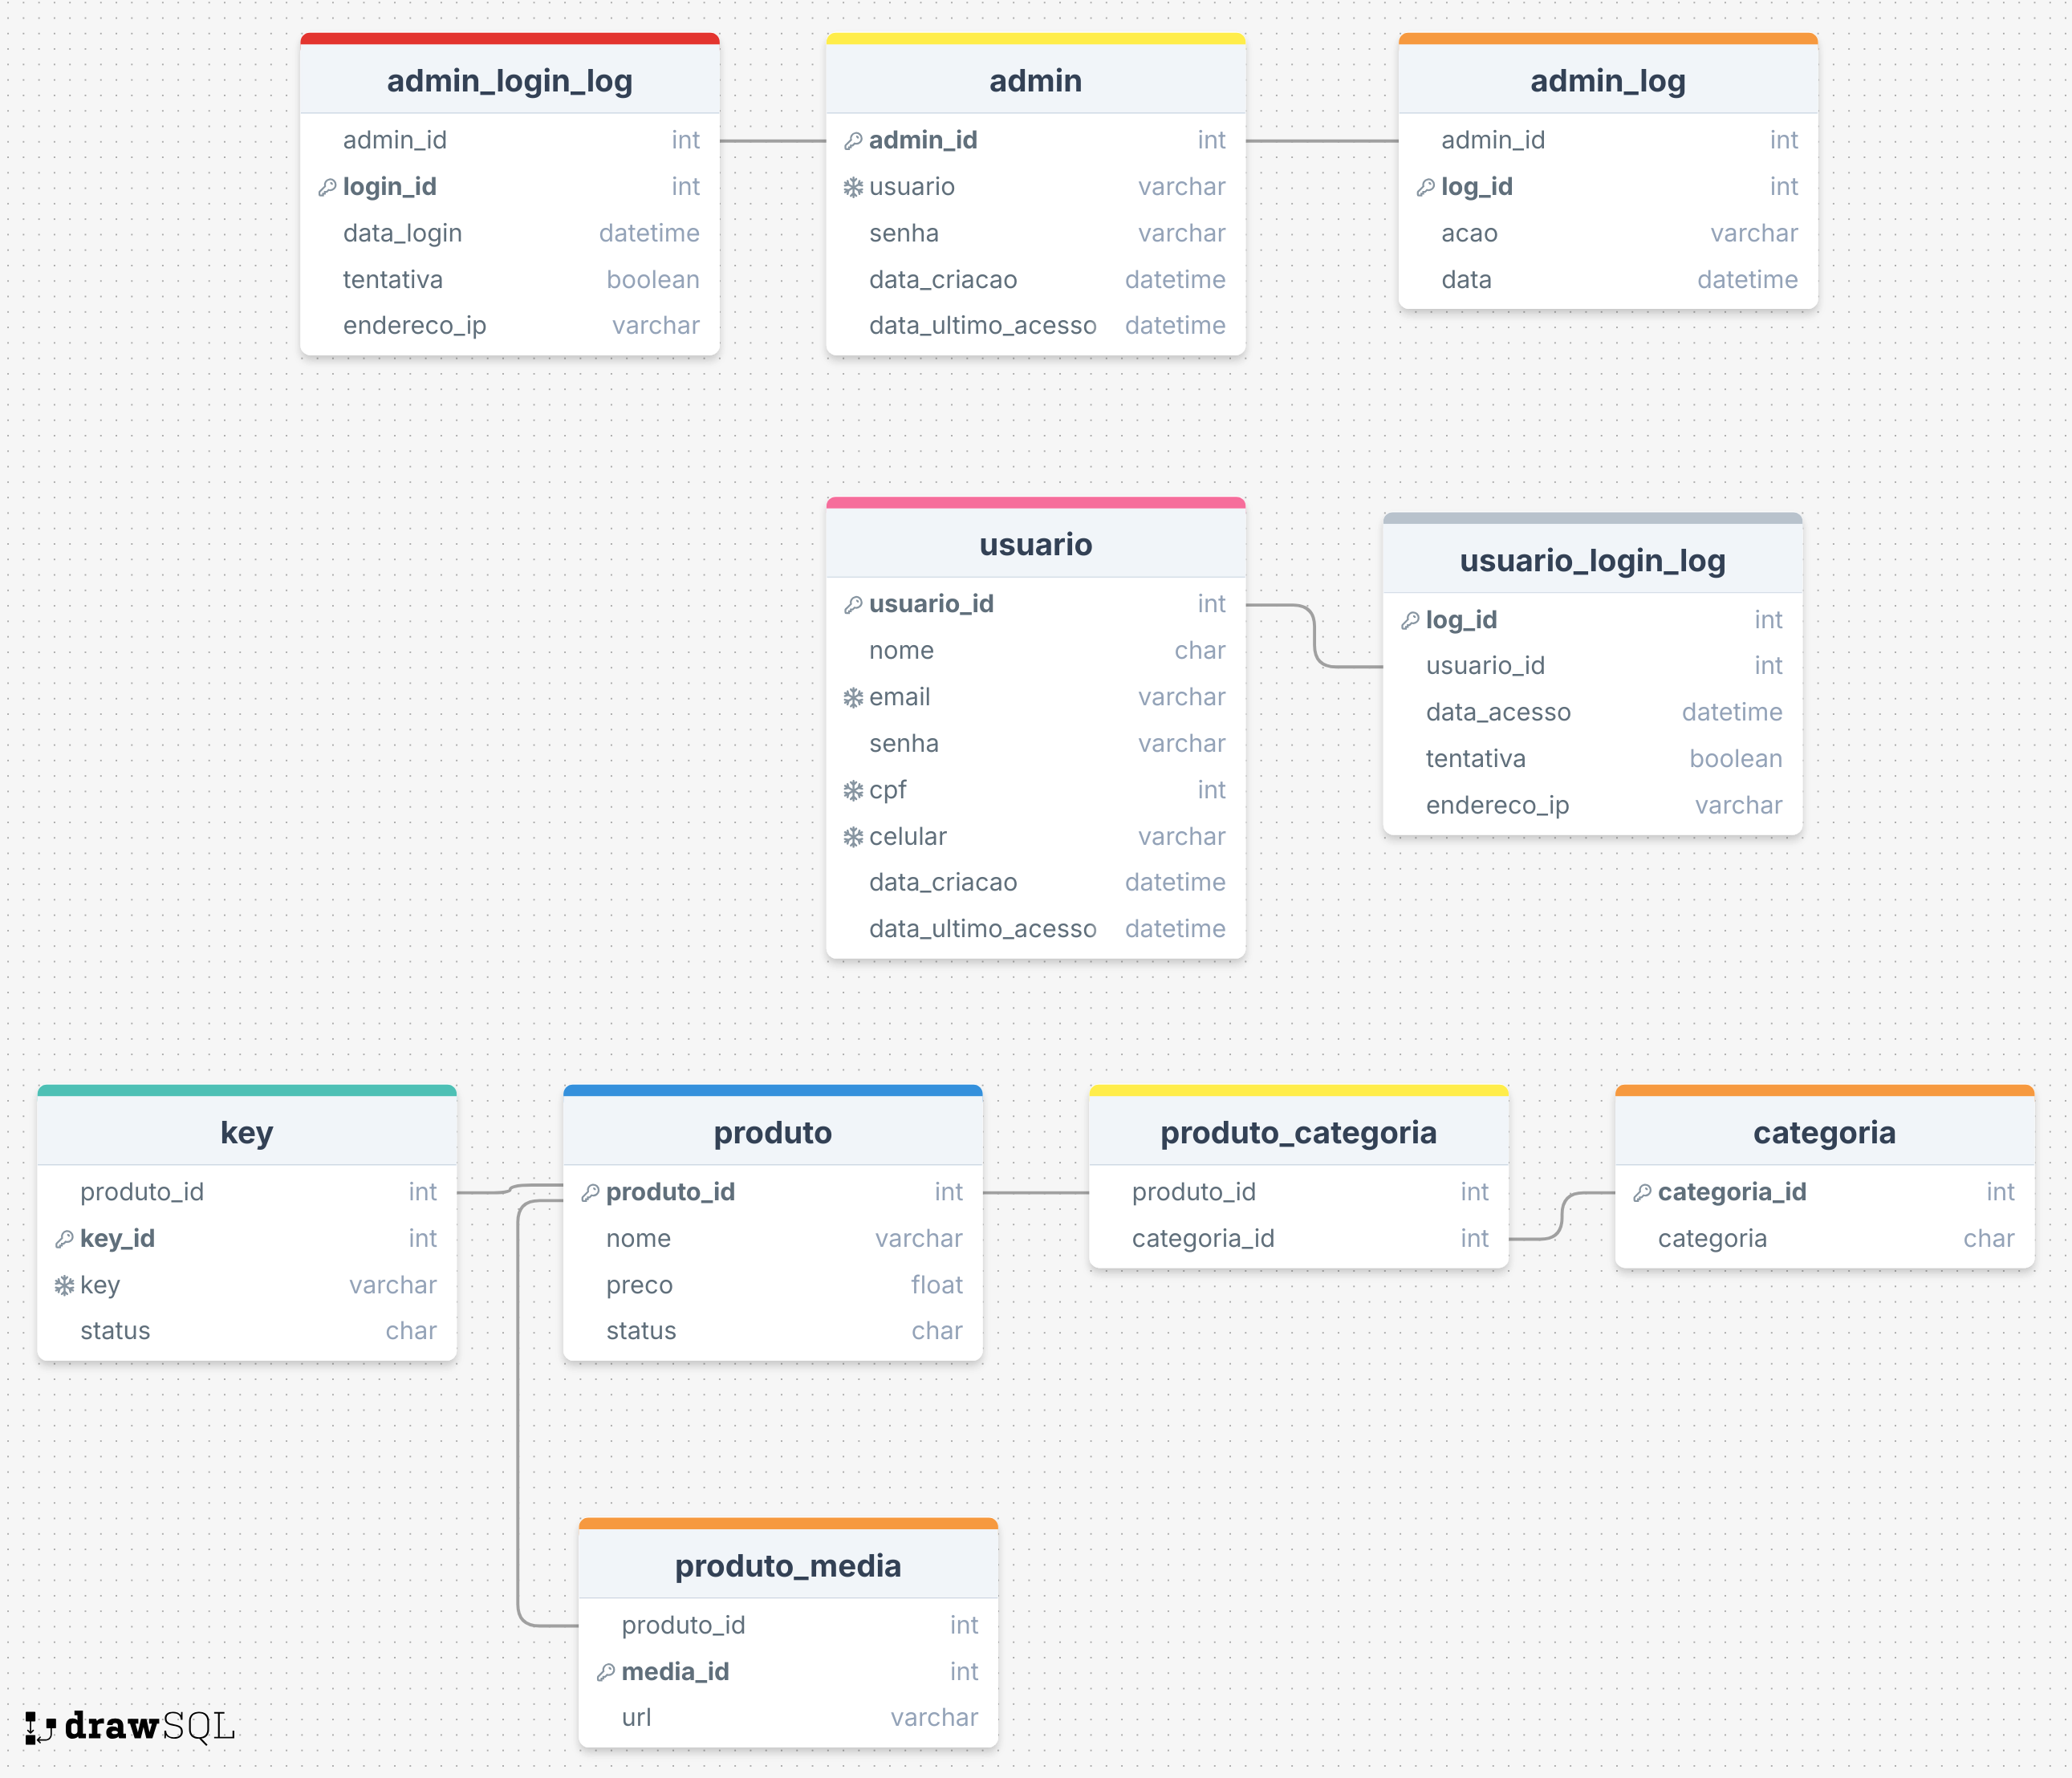 admin_login_log
admin_id int
login_id int
data_login datetime
tentativa boolean
endereco_ip varchar
admin
admin_id int
usuario varchar
senha varchar
data_criacao datetime
data_ultimo_acesso datetime
admin_log
admin_id int
log_id int
acao varchar
data datetime
usuario
usuario_id int
nome char
email varchar
senha varchar
cpf int
celular varchar
data_criacao datetime
data_ultimo_acesso datetime
usuario_login_log
log_id int
usuario_id int
data_acesso datetime
tentativa boolean
endereco_ip varchar
key
produto_id int
key_id int
key varchar
status char
produto
produto_id int
nome varchar
preco float
status char
produto_categoria
produto_id int
categoria_id int
categoria
categoria_id int
categoria char
produto_media
produto_id int
media_id int
url varchar
drawSQL